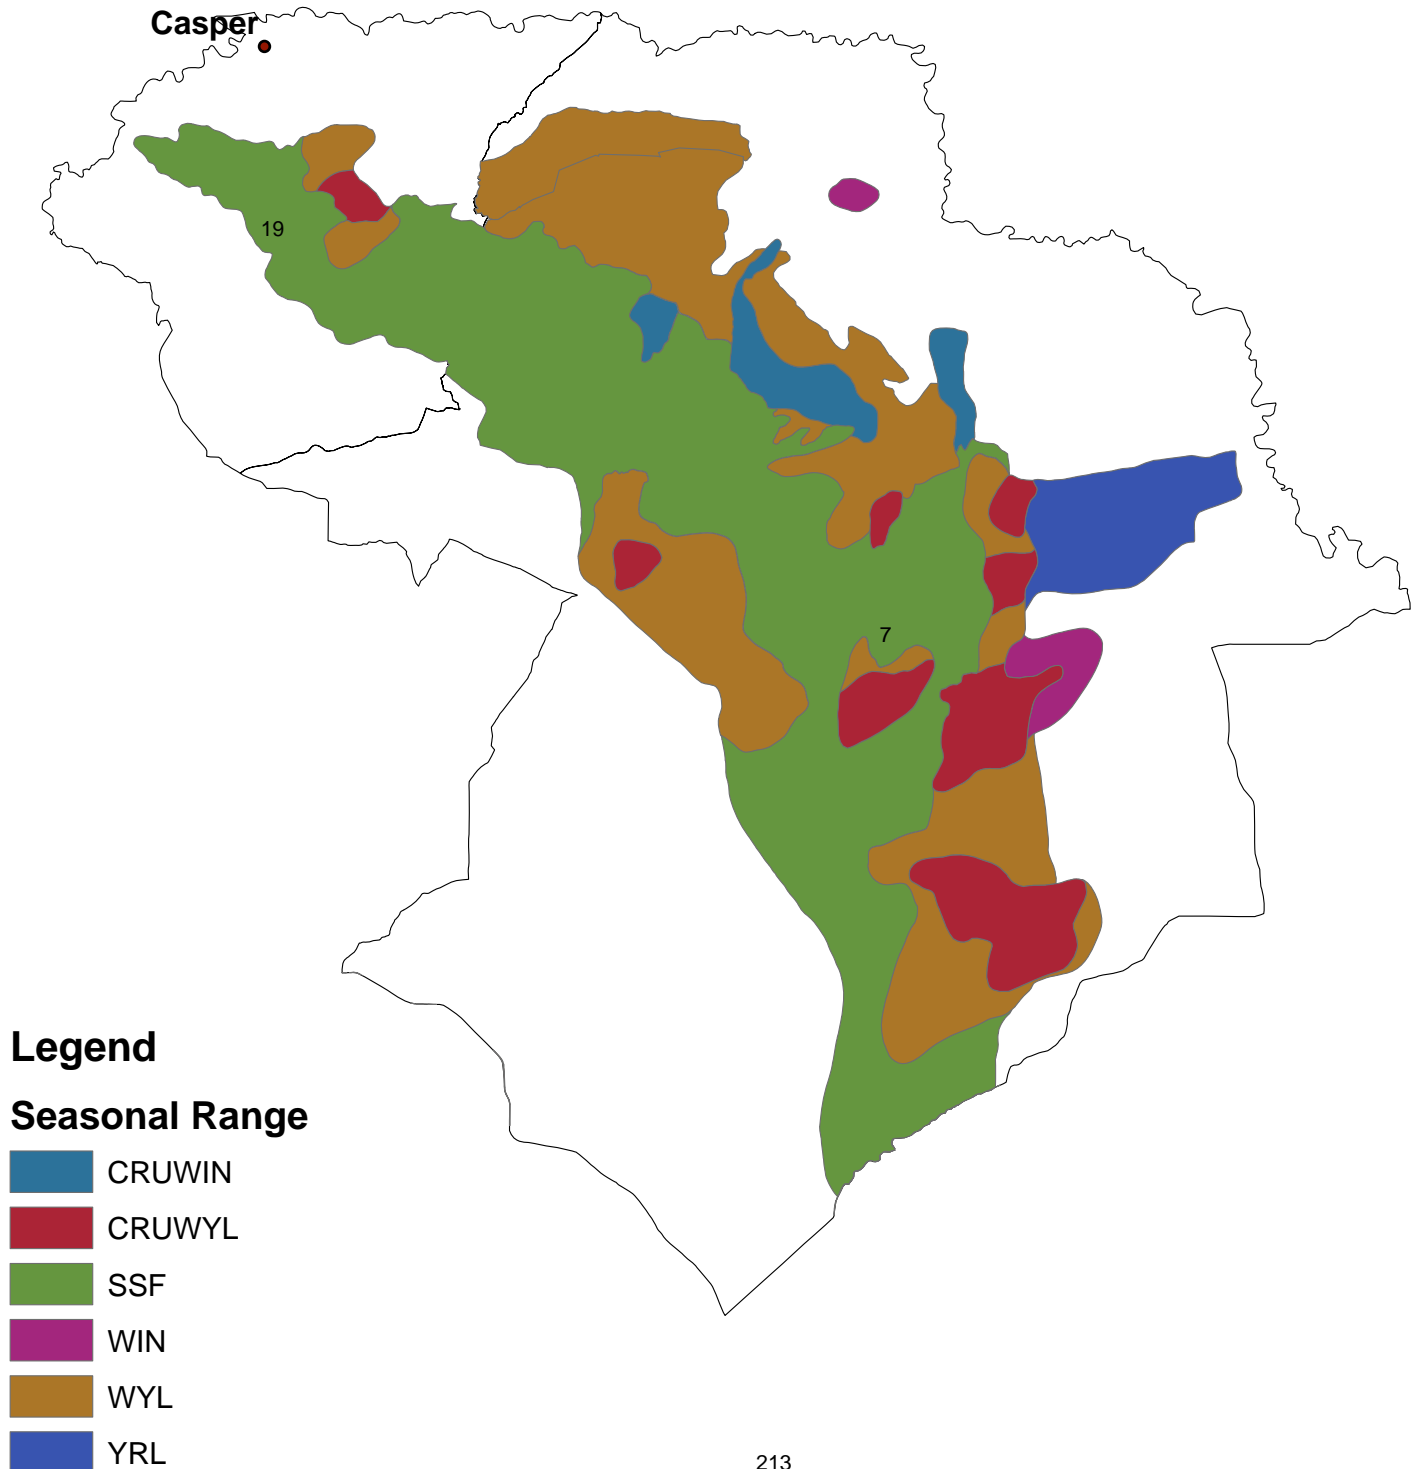 Casper
19
7
Legend
Seasonal Range
CRUWIN
CRUWYL
SSF
WIN
WYL
YRL
213